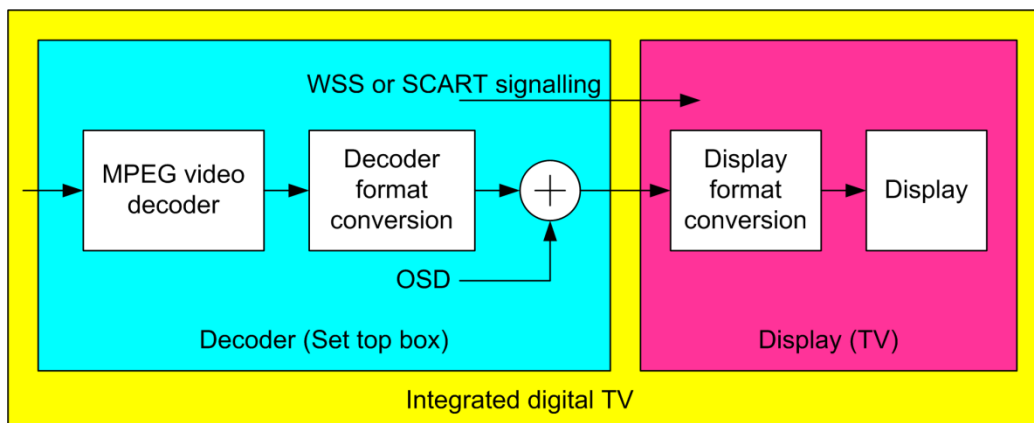 WSS or SCART signalling
MPEG video
decoder
Decoder
format
conversion
Display
format
conversion
Display
OSD
Decoder (Set top box)
Display (TV)
Integrated digital TV